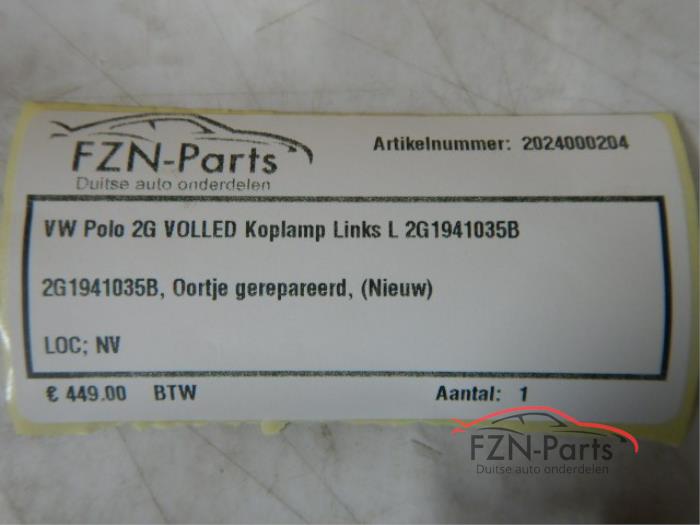 FZN-Parts
Duitse auto onderdelen
Artikelnummer: 2024000204
VW Polo 2G VOLLED Koplamp Links L 2G1941035B
2G1941035B, Oortje gerepareerd, (Nieuw)
LOC; NV
€ 449.00 BTW Aantal: 1
FZN-Parts
Duitse auto onderdelen